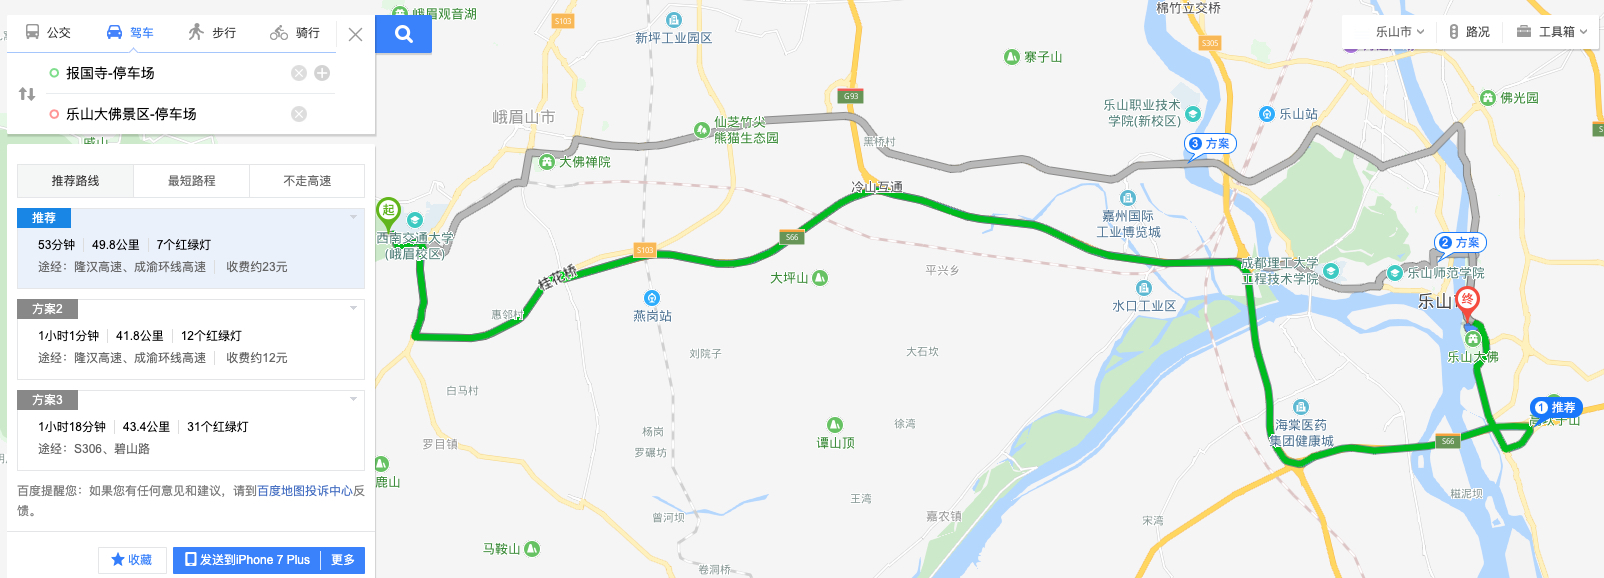 公交
驾车
步行
骑行
报国寺-停车场
乐山大佛景区-停车场
推荐路线
最短路程
不走高速
推荐
53分钟 49.8公里 7个红绿灯
途经：隆汉高速、成渝环线高速 收费约23元
方案2
1小时1分钟 41.8公里 12个红绿灯
途经：隆汉高速、成渝环线高速 收费约12元
方案3
1小时18分钟 43.4公里 31个红绿灯
途经：S306、碧山路
百度提醒您：如果您有任何意见和建议，请到百度地图投诉中心反
馈。
收藏
发送到iPhone 7 Plus
更多
乐山市
路况
工具箱
峨眉观音湖
S103
新坪工业园区
棉竹立交桥
S305
寨子山
G93
佛光园
乐山职业技术
学院(新校区)
乐山站
峨眉山市
仙芝竹尖
熊猫生态园
黑桥村
3 方案
大佛禅院
冷山互通
起
西南交通大学
(峨眉校区)
嘉州国际
工业博览城
S66
S103
2 方案
平兴乡
成都理工大学
工程技术学院
乐山师范学院
桂花桥
大坪山
水口工业区
终
惠邻村
燕岗站
刘院子
大石坎
乐山大佛
白马村
1 推荐
海棠医药
集团健康城
徐湾
杨岗
罗目镇
谭山顶
S66
罗碾坊
鹿山
糍泥坝
王湾
曾河坝
嘉农镇
宋湾
马鞍山
卷洞桥